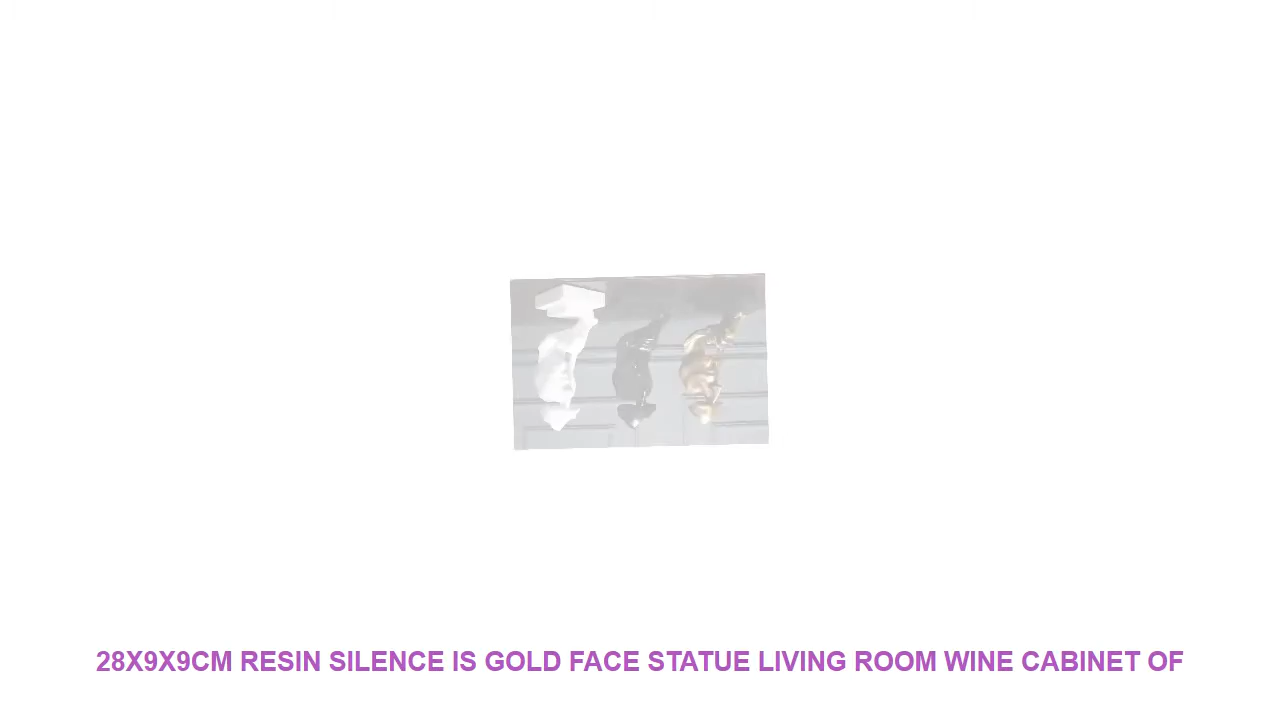 28X9X9CM RESIN SILENCE IS GOLD FACE STATUE LIVING ROOM WINE CABINET OF